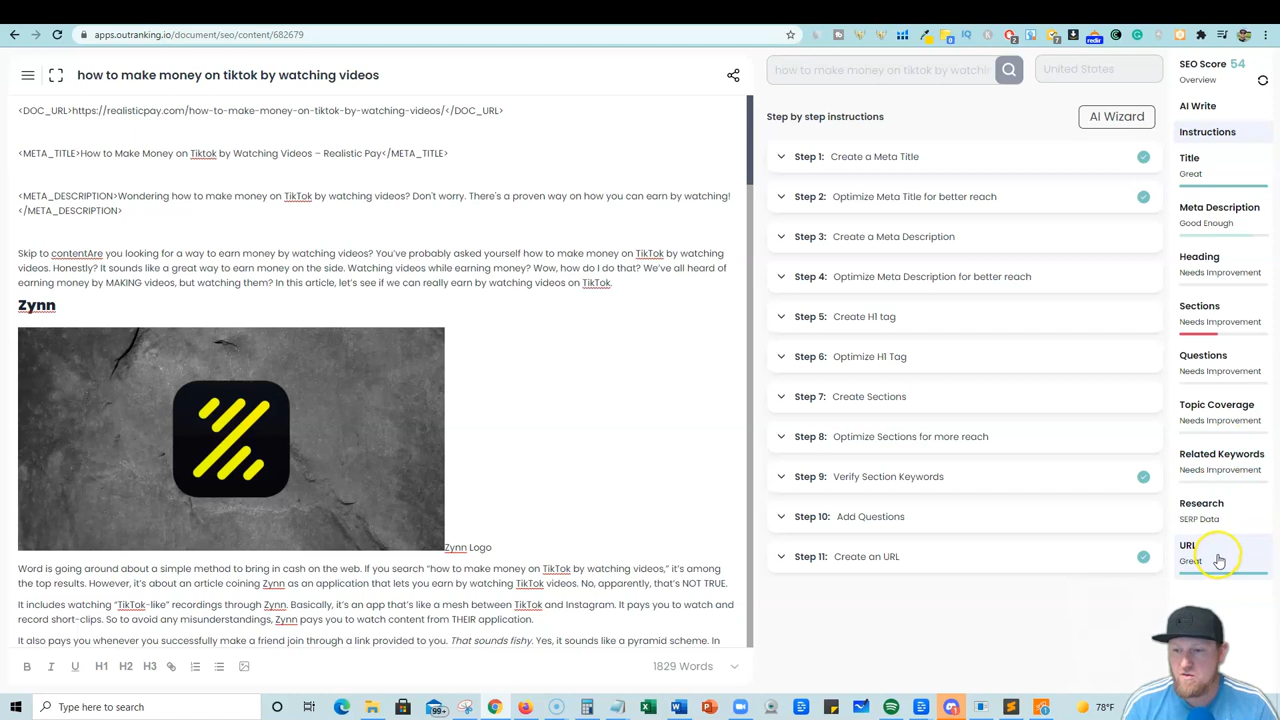 apps.outranking.io/document/seo/content/682679
how to make money on tiktok by watching videos
how to make money on tiktok by watchi
United States
SEO Score 54
Overview
<DOC_URL>https://realisticpay.com/how-to-make-money-on-tiktok-by-watching-videos/</DOC_URL>
<META_TITLE>How to Make Money on Tiktok by Watching Videos – Realistic Pay</META_TITLE>
<META_DESCRIPTION>Wondering how to make money on TikTok by watching videos? Don't worry. There's a proven way on how you can earn by watching!
</META_DESCRIPTION>
Skip to contentAre you looking for a way to earn money by watching videos? You've probably asked yourself how to make money on TikTok by watching
videos. Honestly? It sounds like a great way to earn money on the side. Watching videos while earning money? Wow, how do I do that? We've all heard of
earning money by MAKING videos, but watching them? In this article, let's see if we can really earn by watching videos on TikTok.
Zynn
Zynn Logo
Word is going around about a simple method to bring in cash on the web. If you search “how to make money on TikTok by watching videos,” it's among
the top results. However, it's about an article coining Zynn as an application that lets you earn by watching TikTok videos. No, apparently, that's NOT TRUE.
It includes watching “TikTok-like” recordings through Zynn. Basically, it's an app that's like a mesh between TikTok and Instagram. It pays you to watch and
record short-clips. So to avoid any misunderstandings, Zynn pays you to watch content from THEIR application.
It also pays you whenever you successfully make a friend join through a link provided to you. That sounds fishy. Yes, it sounds like a pyramid scheme. In
B I U H1 H2 H3
1829 Words
Step by step instructions
AI Wizard
Step 1: Create a Meta Title
Step 2: Optimize Meta Title for better reach
Step 3: Create a Meta Description
Step 4: Optimize Meta Description for better reach
Step 5: Create H1 tag
Step 6: Optimize H1 Tag
Step 7: Create Sections
Step 8: Optimize Sections for more reach
Step 9: Verify Section Keywords
Step 10: Add Questions
Step 11: Create an URL
AI Write
Instructions
Title
Great
Meta Description
Good Enough
Heading
Needs Improvement
Sections
Needs Improvement
Questions
Needs Improvement
Topic Coverage
Needs Improvement
Related Keywords
Needs Improvement
Research
SERP Data
URL
Great
Type here to search
99+
78°F